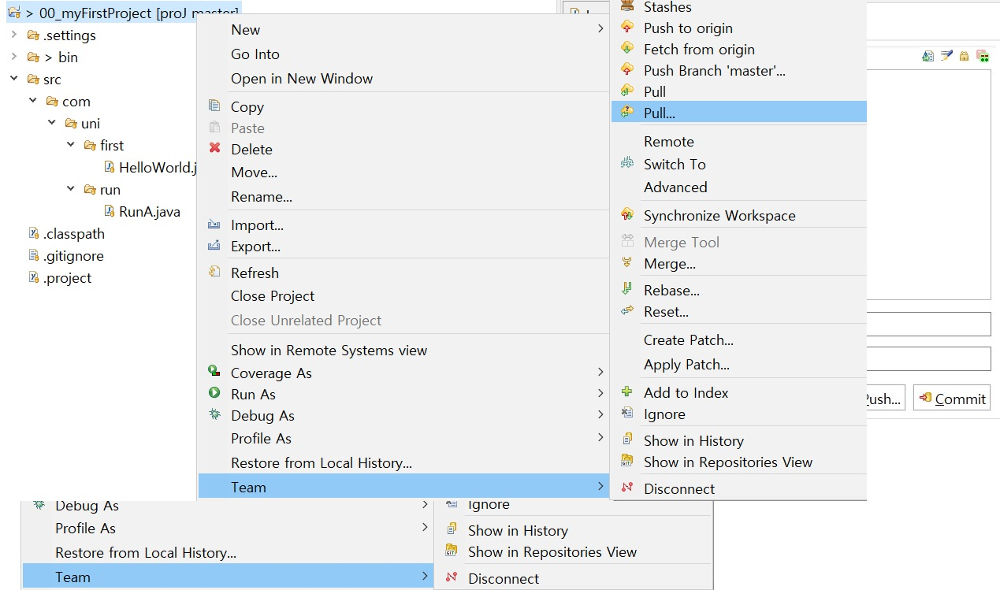 > 00_myFirstProject [proJ master]
.settings
> bin
src
com
uni
first
HelloWorld.j
run
RunA.java
.classpath
.gitignore
.project
New
Go Into
Open in New Window
Copy
Paste
Delete
Move...
Rename...
Import...
Export...
Refresh
Close Project
Close Unrelated Project
Show in Remote Systems view
Coverage As
Run As
Debug As
Profile As
Restore from Local History...
Team
Stashes
Push to origin
Fetch from origin
Push Branch 'master'...
Pull
Pull...
Remote
Switch To
Advanced
Synchronize Workspace
Merge Tool
Merge...
Rebase...
Reset...
Create Patch...
Apply Patch...
Add to Index
Ignore
Show in History
Show in Repositories View
Disconnect
Push...
Commit
Debug As
Profile As
Restore from Local History...
Team
Ignore
Show in History
Show in Repositories View
Disconnect